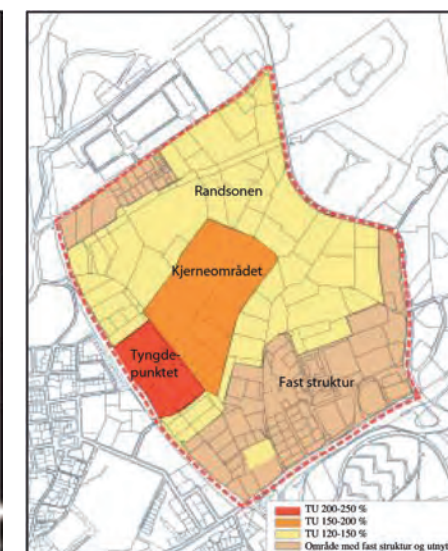 Randsonen
Kjerneområdet
Tyngde-
punktet
Fast struktur
TU 200-250 %
TU 150-200 %
TU 120-150%
Område med fast struktur og utnyt